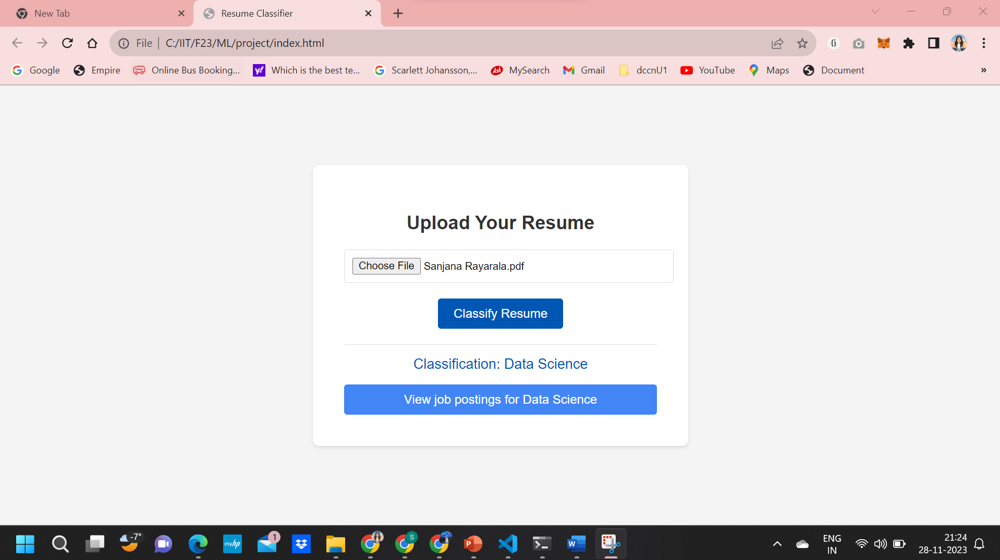 New Tab
Resume Classifier
File | C:/IIT/F23/ML/project/index.html
{}
Google Empire Online Bus Booking... y! Which is the best te... Scarlett Johansson,... Ask MySearch Gmail dccnU1 YouTube Maps Document »
Upload Your Resume
Choose File Sanjana Rayarala.pdf
Classify Resume
Classification: Data Science
View job postings for Data Science
-7°
myhp
1
S
P
W
ENG
IN
21:24
28-11-2023